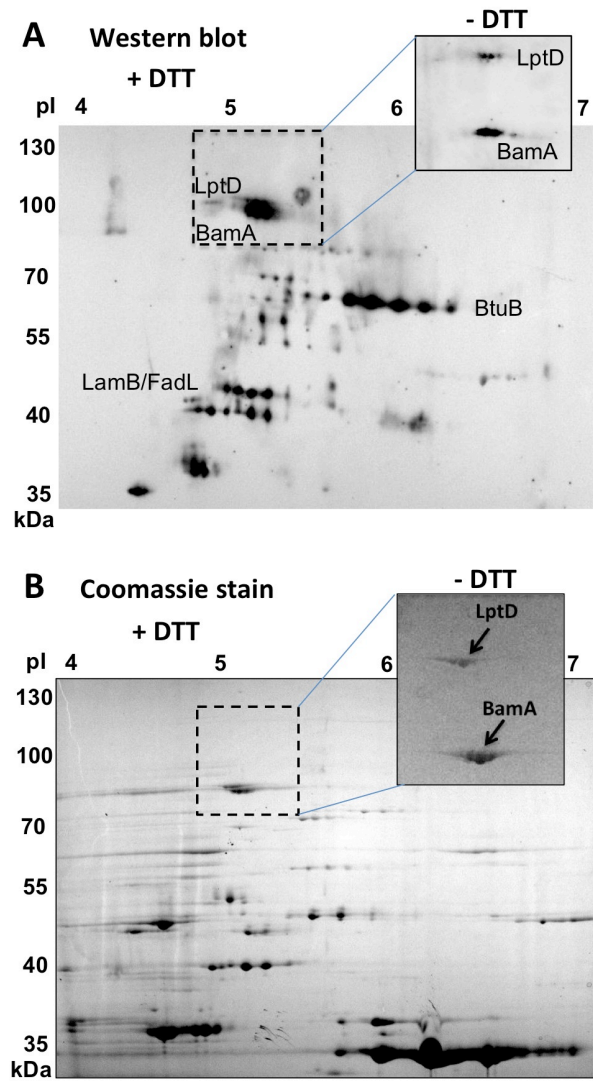 A
Western blot
- DTT
+ DTT
LptD
BamA
pI 4 5 6 7
130
100
70
55
40
35
kDa
LptD
BamA
BtuB
LamB/FadL
B
Coomassie stain
- DTT
+ DTT
LptD
BamA
pI 4 5 6 7
130
100
70
55
40
35
kDa